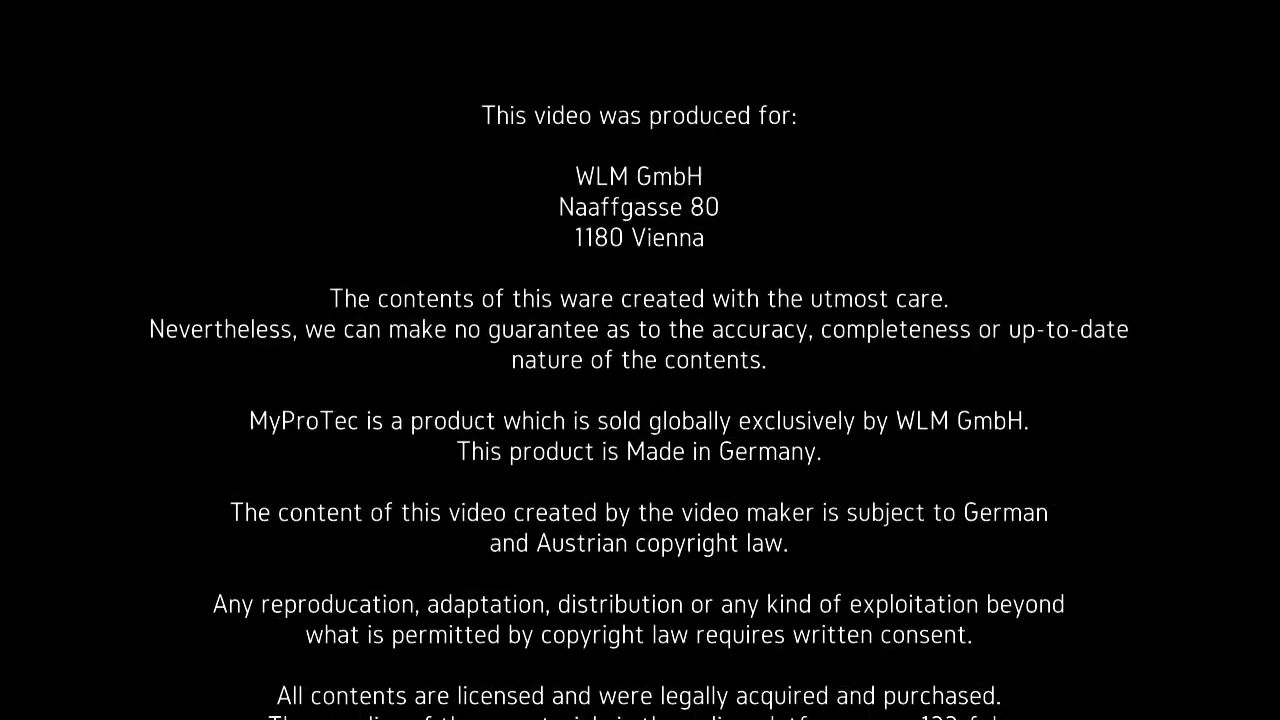 This video was produced for:
WLM GmbH
Naaffgasse 80
1180 Vienna
The contents of this ware created with the utmost care.
Nevertheless, we can make no guarantee as to the accuracy, completeness or up-to-date
nature of the contents.
MyProTec is a product which is sold globally exclusively by WLM GmbH.
This product is Made in Germany.
The content of this video created by the video maker is subject to German
and Austrian copyright law.
Any reproducation, adaptation, distribution or any kind of exploitation beyond
what is permitted by copyright law requires written consent.
All contents are licensed and were legally acquired and purchased.